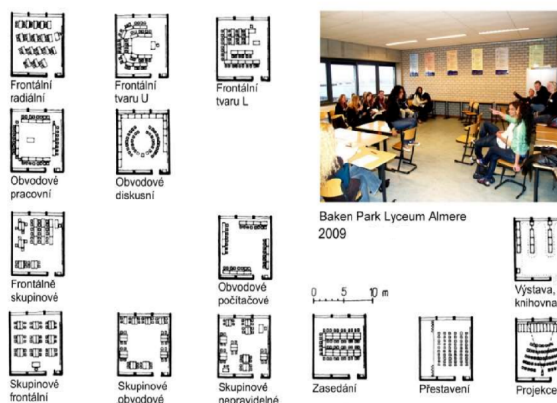 Frontální
radiální
Frontální
tvaru U
Frontální
tvaru L
Obvodové
pracovní
Obvodové
diskusní
Baken Park Lyceum Almere
2009
Frontálně
skupinové
Obvodové
počítačové
0 5 10 m
Výstava,
knihovna
Skupinové
frontální
Skupinové
obvodové
Skupinové
nepravidelné
Zasedání
Přestavení
Projekce